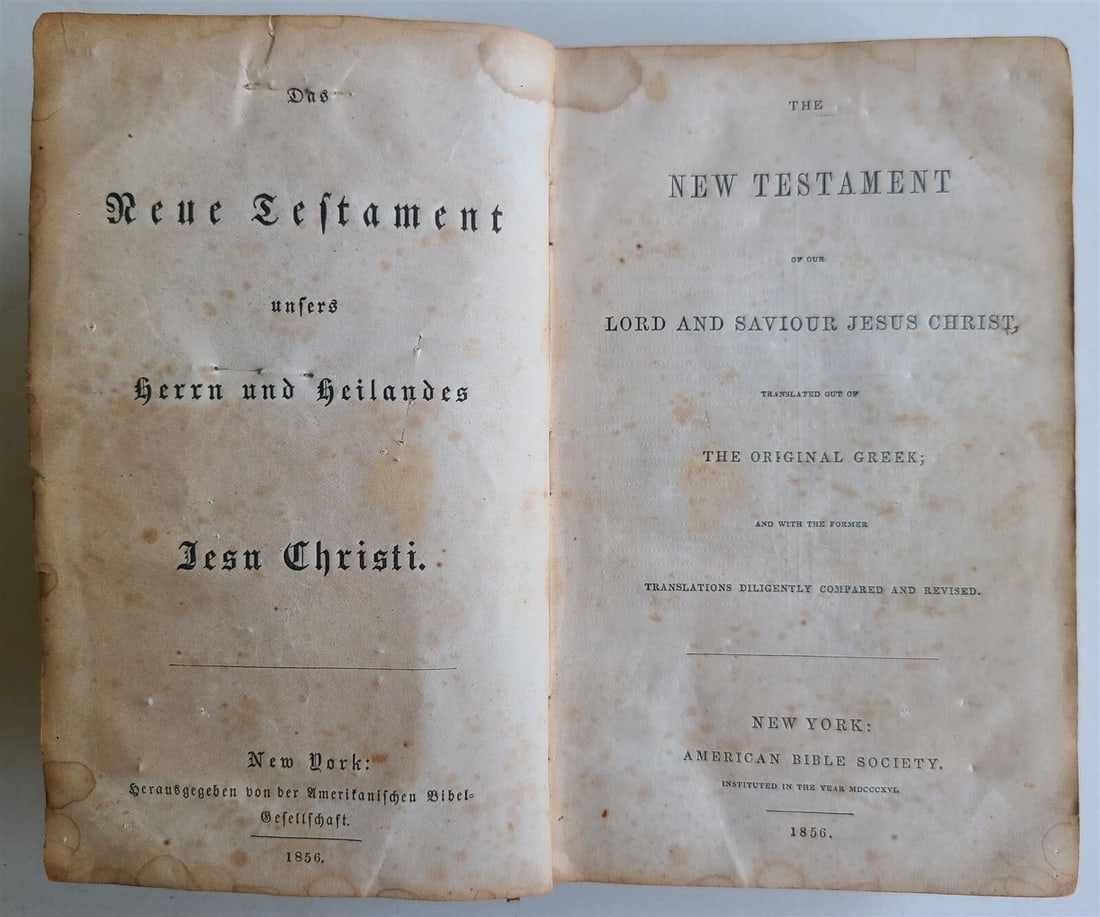 Das
Neue Teſtament
unſers
Herrn und Heilandes
Jesu Christi.
New York:
Herausgegeben von der Amerikaniſchen Bibel=
Geſellſchaft.
1856.
THE
NEW TESTAMENT
OF OUR
LORD AND SAVIOUR JESUS CHRIST,
TRANSLATED OUT OF
THE ORIGINAL GREEK;
AND WITH THE FORMER
TRANSLATIONS DILIGENTLY COMPARED AND REVISED.
NEW YORK:
AMERICAN BIBLE SOCIETY.
INSTITUTED IN THE YEAR MDCCCXVI.
1856.